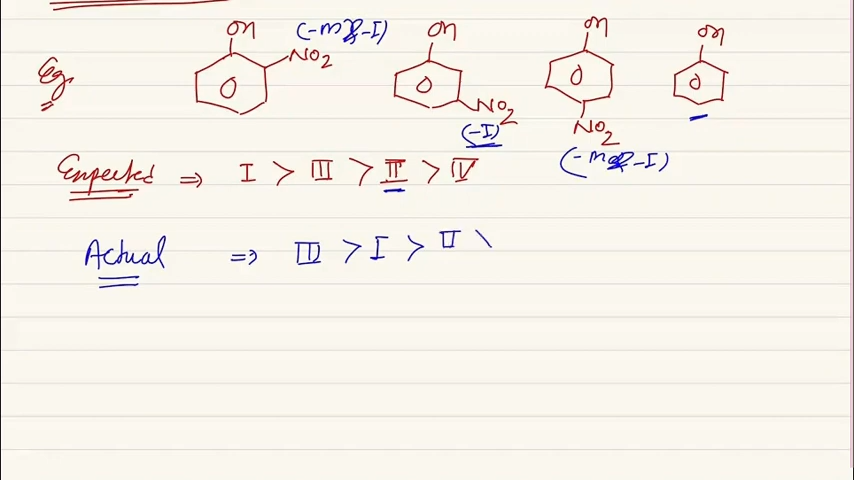 OH (-m & -I) OH OH OH
NO2
Eg. NO2
(-I) NO2
(-m & -I)
Expected ⇒ I > III > II > IV
Actual ⇒ III > I > II